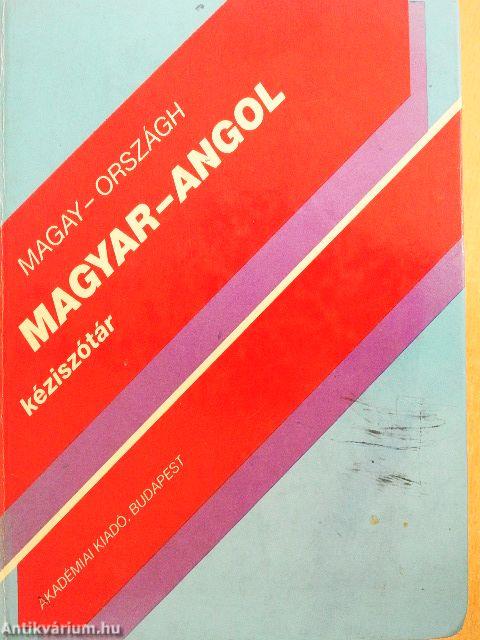 MAGAY–ORSZÁGH
MAGYAR–ANGOL
kéziszótár
AKADÉMIAI KIADÓ, BUDAPEST
Antikvárium.hu